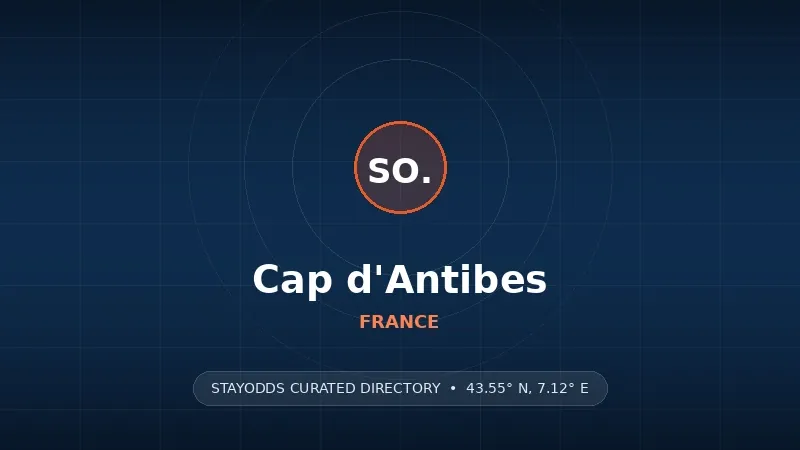 SO.
Cap d'Antibes
FRANCE
STAYODDS CURATED DIRECTORY • 43.55° N, 7.12° E